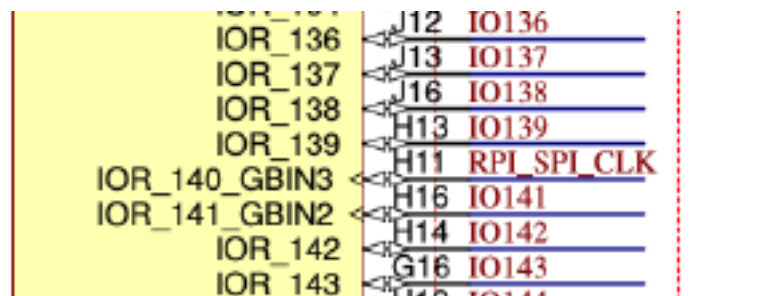 IOR_136 J12 IO136
IOR_137 J13 IO137
IOR_138 J16 IO138
IOR_139 H13 IO139
IOR_140_GBIN3 H11 RPI_SPI_CLK
IOR_141_GBIN2 H16 IO141
IOR_142 H14 IO142
IOR_143 G16 IO143